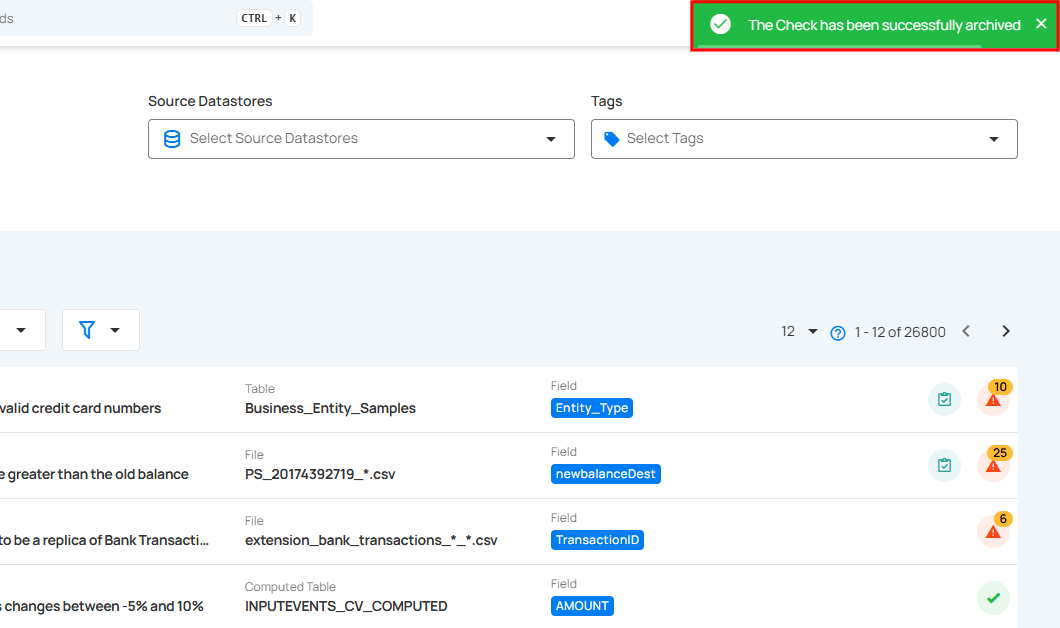 ds
CTRL + K
The Check has been successfully archived
Source Datastores
Tags
Select Source Datastores
Select Tags
12
1 - 12 of 26800
Table
Field
10
valid credit card numbers
Business_Entity_Samples
Entity_Type
File
Field
25
e greater than the old balance
PS_20174392719_*.csv
newbalanceDest
File
Field
6
to be a replica of Bank Transacti...
extension_bank_transactions_*_*.csv
TransactionID
Computed Table
Field
s changes between -5% and 10%
INPUTEVENTS_CV_COMPUTED
AMOUNT